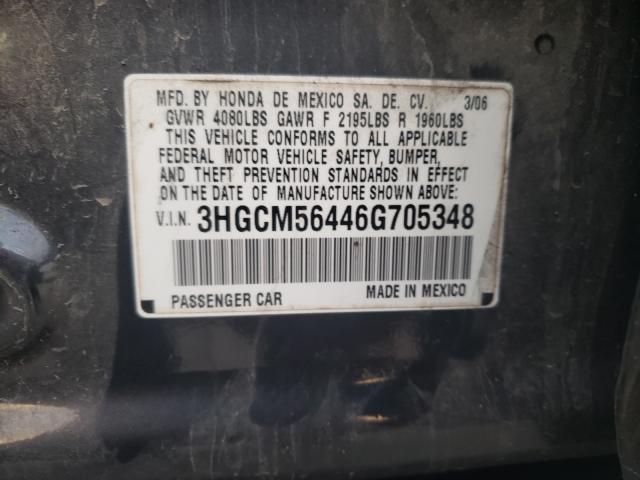 MFD. BY HONDA DE MEXICO SA. DE. CV. 3/06
GVWR 4080LBS GAWR F 2195LBS R 1960LBS
THIS VEHICLE CONFORMS TO ALL APPLICABLE
FEDERAL MOTOR VEHICLE SAFETY, BUMPER,
AND THEFT PREVENTION STANDARDS IN EFFECT
ON THE DATE OF MANUFACTURE SHOWN ABOVE:
V.I.N. 3HGCM56446G705348
PASSENGER CAR MADE IN MEXICO